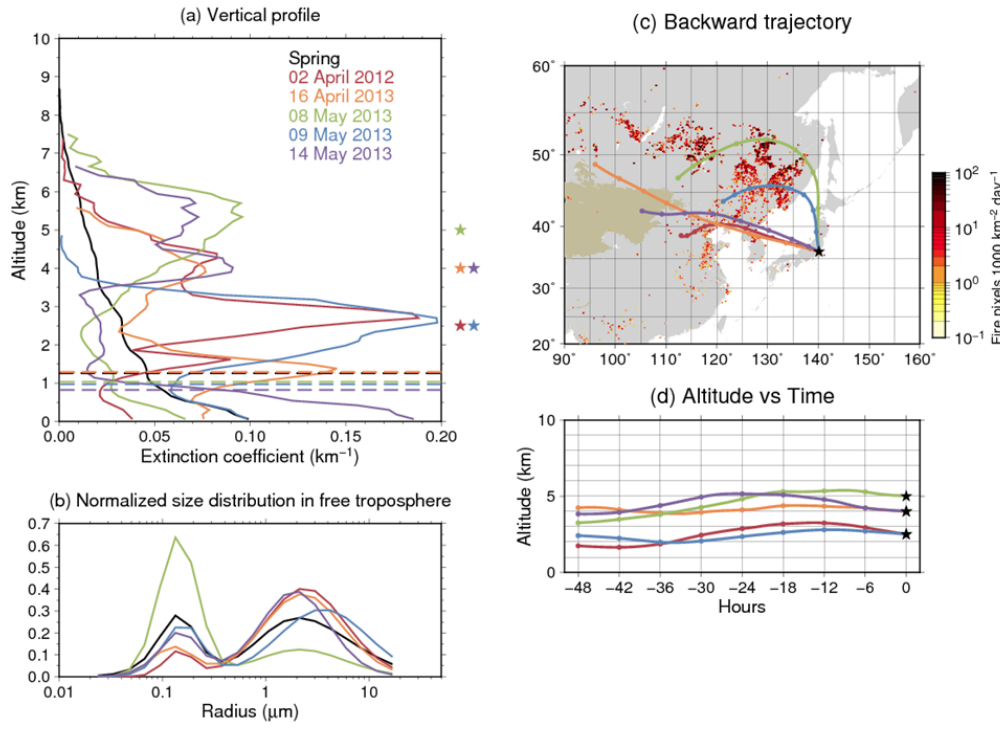 (a) Vertical profile
10
9
8
7
6
5
4
3
2
1
0
Altitude (km)
Spring
02 April 2012
16 April 2013
08 May 2013
09 May 2013
14 May 2013
0.00 0.05 0.10 0.15 0.20
Extinction coefficient (km⁻¹)
(b) Normalized size distribution in free troposphere
0.7
0.6
0.5
0.4
0.3
0.2
0.1
0.0
0.01 0.1 1 10
Radius (μm)
(c) Backward trajectory
60°
50°
40°
30°
20°
90 100° 110° 120° 130° 140° 150° 160°
10²
10¹
10⁰
10⁻¹
Fire pixels 1000 km⁻² day⁻¹
(d) Altitude vs Time
10
5
0
Altitude (km)
−48 −42 −36 −30 −24 −18 −12 −6 0
Hours